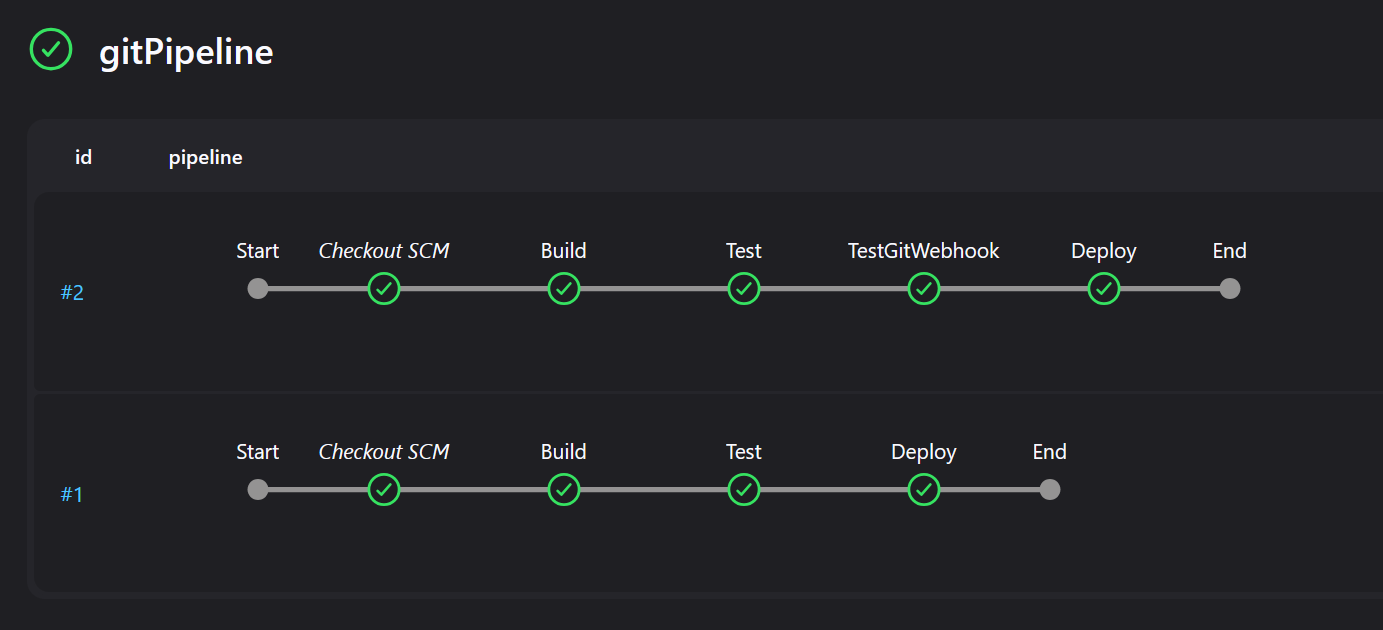 gitPipeline
id pipeline
Start Checkout SCM Build Test TestGitWebhook Deploy End
#2
Start Checkout SCM Build Test Deploy End
#1